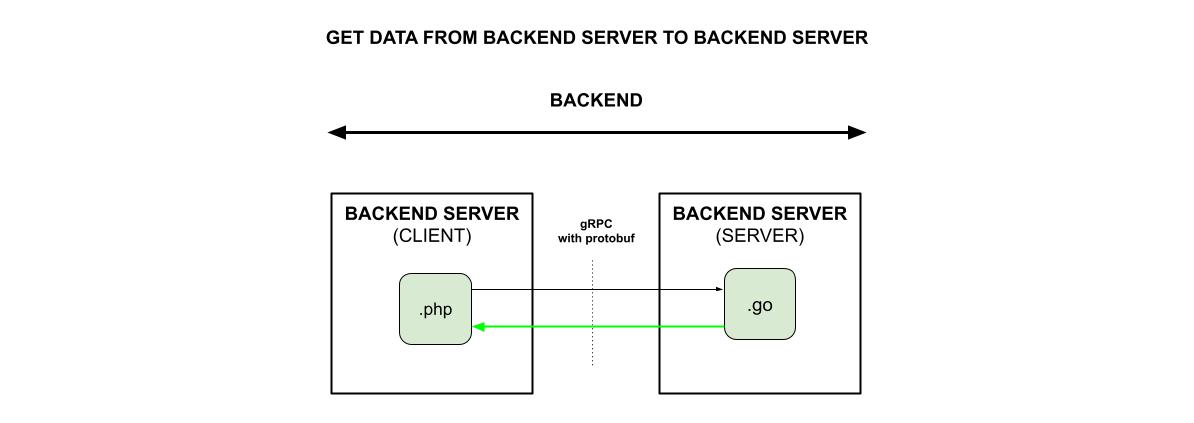 GET DATA FROM BACKEND SERVER TO BACKEND SERVER
BACKEND
BACKEND SERVER
(CLIENT)
gRPC
with protobuf
BACKEND SERVER
(SERVER)
.php
.go